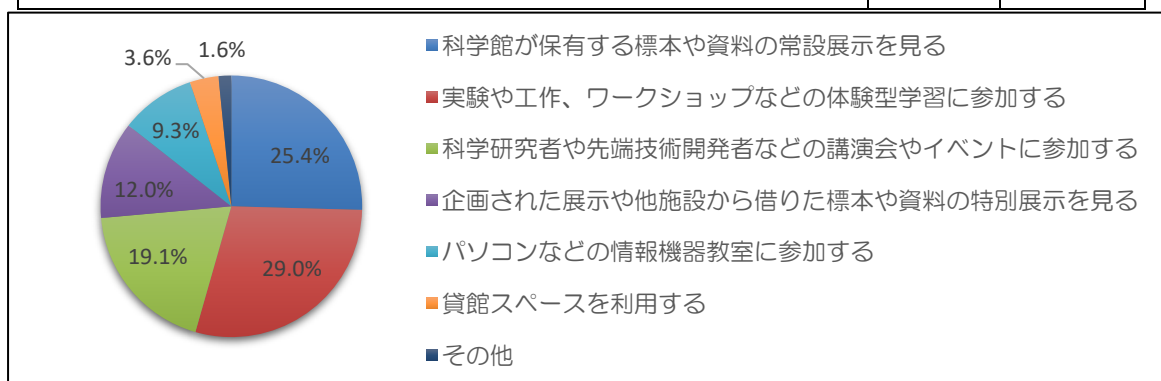 3.6%
1.6%
9.3%
25.4%
12.0%
19.1%
29.0%
科学館が保有する標本や資料の常設展示を見る
実験や工作、ワークショップなどの体験型学習に参加する
科学研究者や先端技術開発者などの講演会やイベントに参加する
企画された展示や他施設から借りた標本や資料の特別展示を見る
パソコンなどの情報機器教室に参加する
貸館スペースを利用する
その他